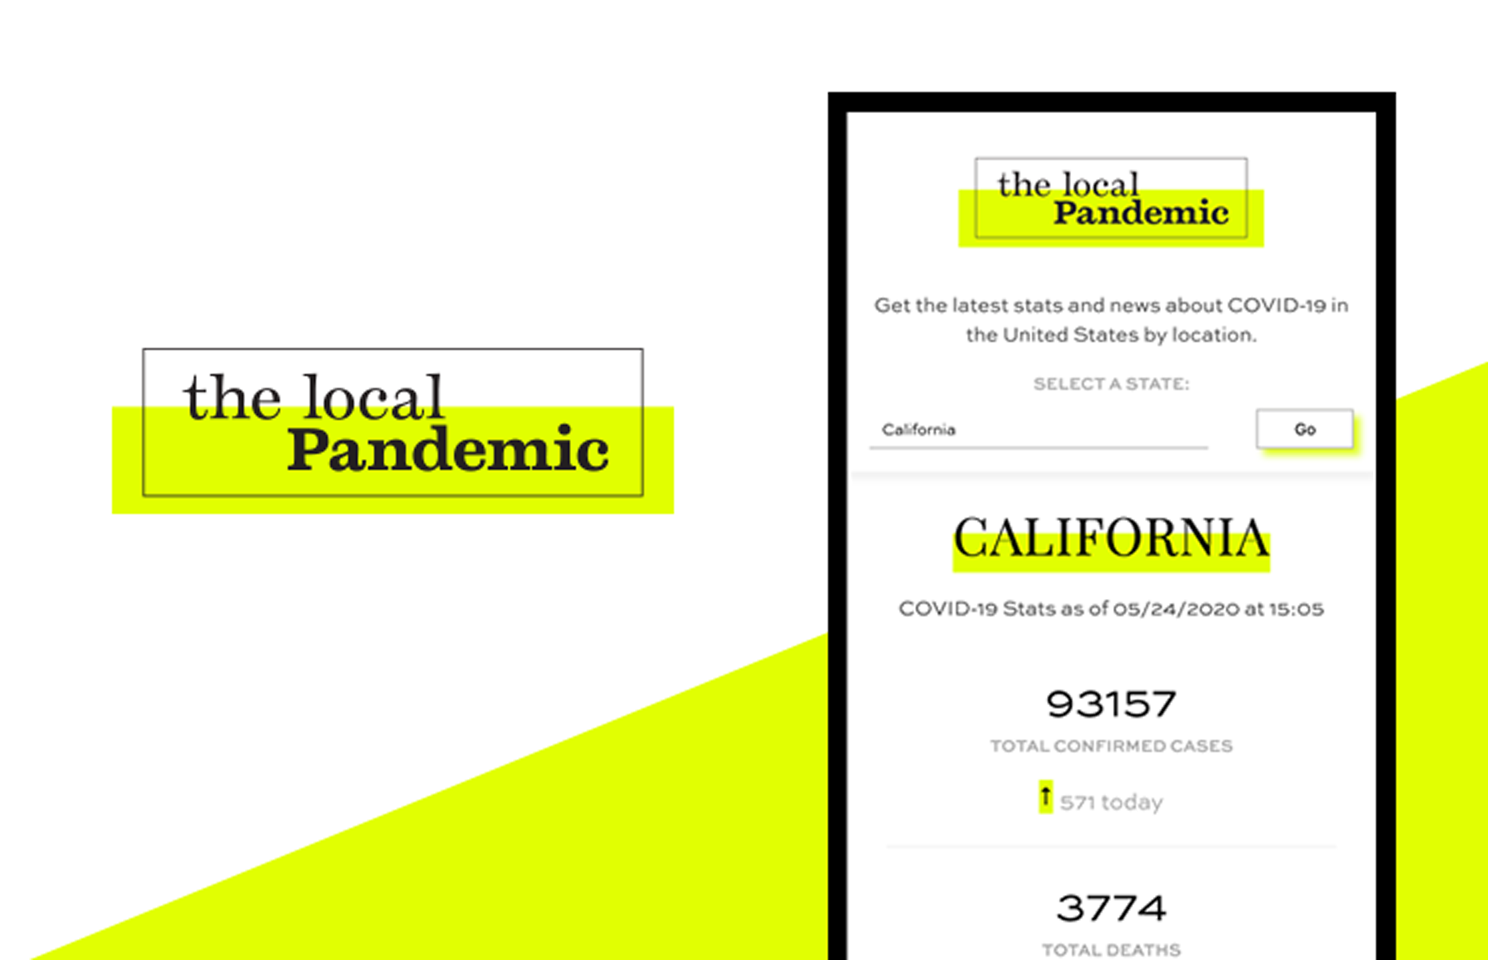 the local
Pandemic
the local
Pandemic
Get the latest stats and news about COVID-19 in
the United States by location.
SELECT A STATE:
California
Go
CALIFORNIA
COVID-19 Stats as of 05/24/2020 at 15:05
93157
TOTAL CONFIRMED CASES
↑ 571 today
3774
TOTAL DEATHS